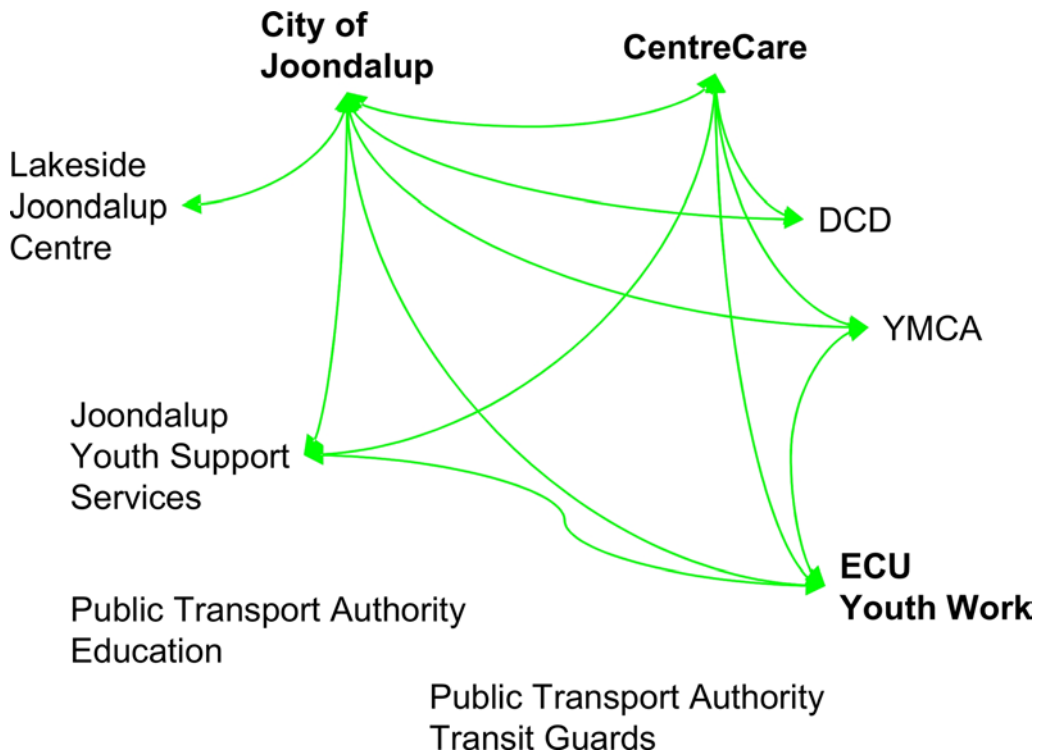 City of
Joondalup
CentreCare
Lakeside
Joondalup
Centre
DCD
YMCA
Joondalup
Youth Support
Services
ECU
Youth Work
Public Transport Authority
Education
Public Transport Authority
Transit Guards